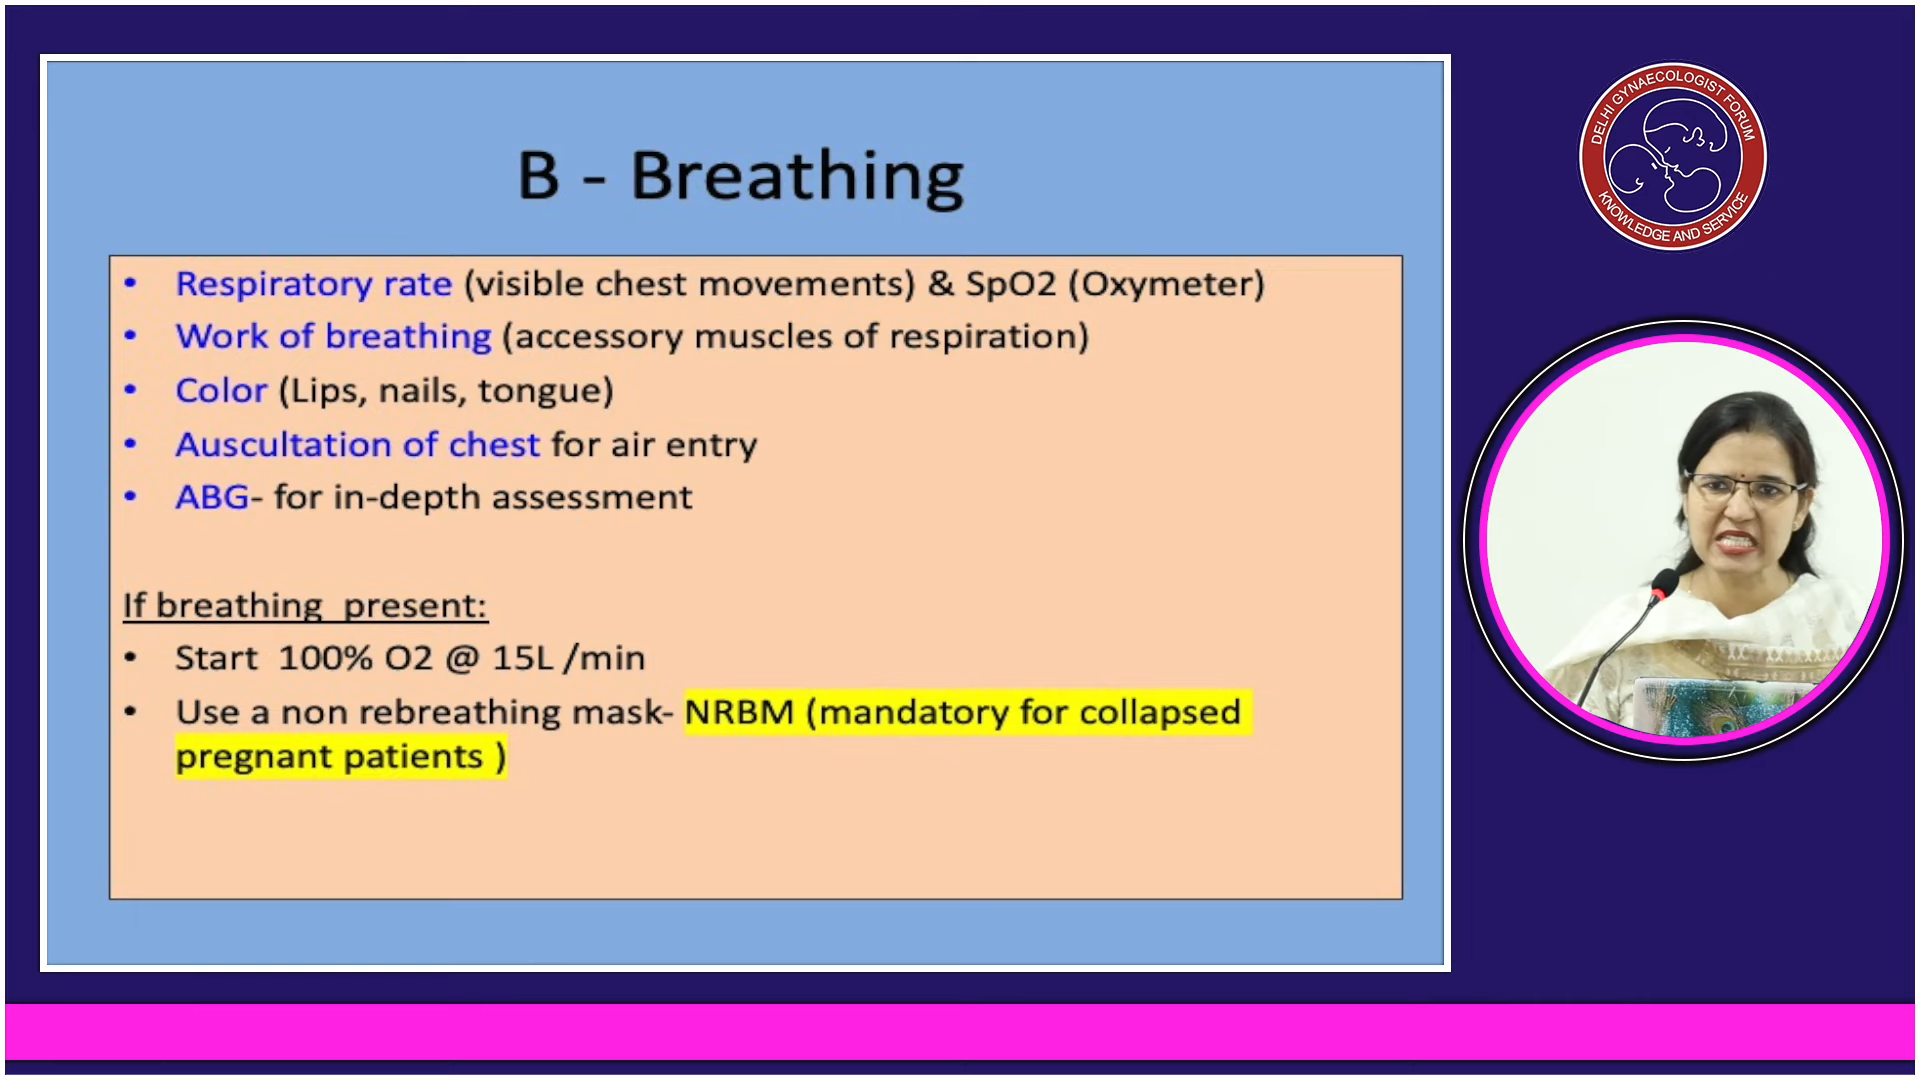 B - Breathing
• Respiratory rate (visible chest movements) & SpO2 (Oxymeter)
• Work of breathing (accessory muscles of respiration)
• Color (Lips, nails, tongue)
• Auscultation of chest for air entry
• ABG- for in-depth assessment
If breathing present:
• Start 100% O2 @ 15L /min
• Use a non rebreathing mask- NRBM (mandatory for collapsed
pregnant patients )
DELHI GYNAECOLOGIST FORUM
KNOWLEDGE AND SERVICE